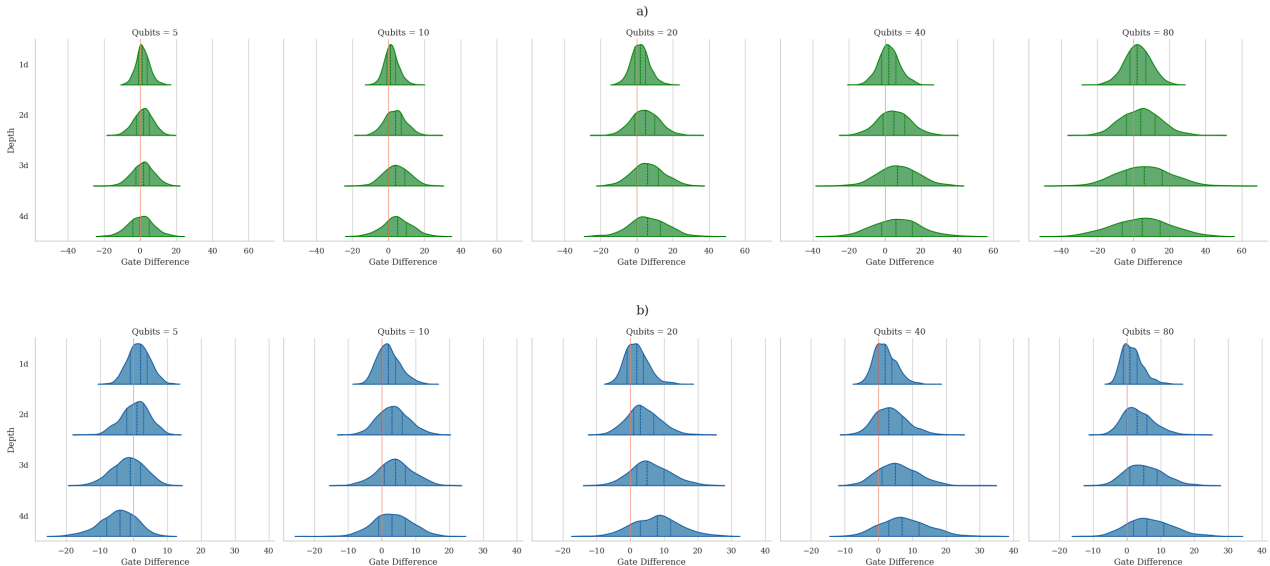 a)
Qubits = 5 Qubits = 10 Qubits = 20 Qubits = 40 Qubits = 80
1d
2d
Depth
3d
4d
−40 −20 0 20 40 60 −40 −20 0 20 40 60 −40 −20 0 20 40 60 −40 −20 0 20 40 60 −40 −20 0 20 40 60
Gate Difference Gate Difference Gate Difference Gate Difference Gate Difference
b)
Qubits = 5 Qubits = 10 Qubits = 20 Qubits = 40 Qubits = 80
1d
2d
Depth
3d
4d
−20 −10 0 10 20 30 40 −20 −10 0 10 20 30 40 −20 −10 0 10 20 30 40 −20 −10 0 10 20 30 40 −20 −10 0 10 20 30 40
Gate Difference Gate Difference Gate Difference Gate Difference Gate Difference